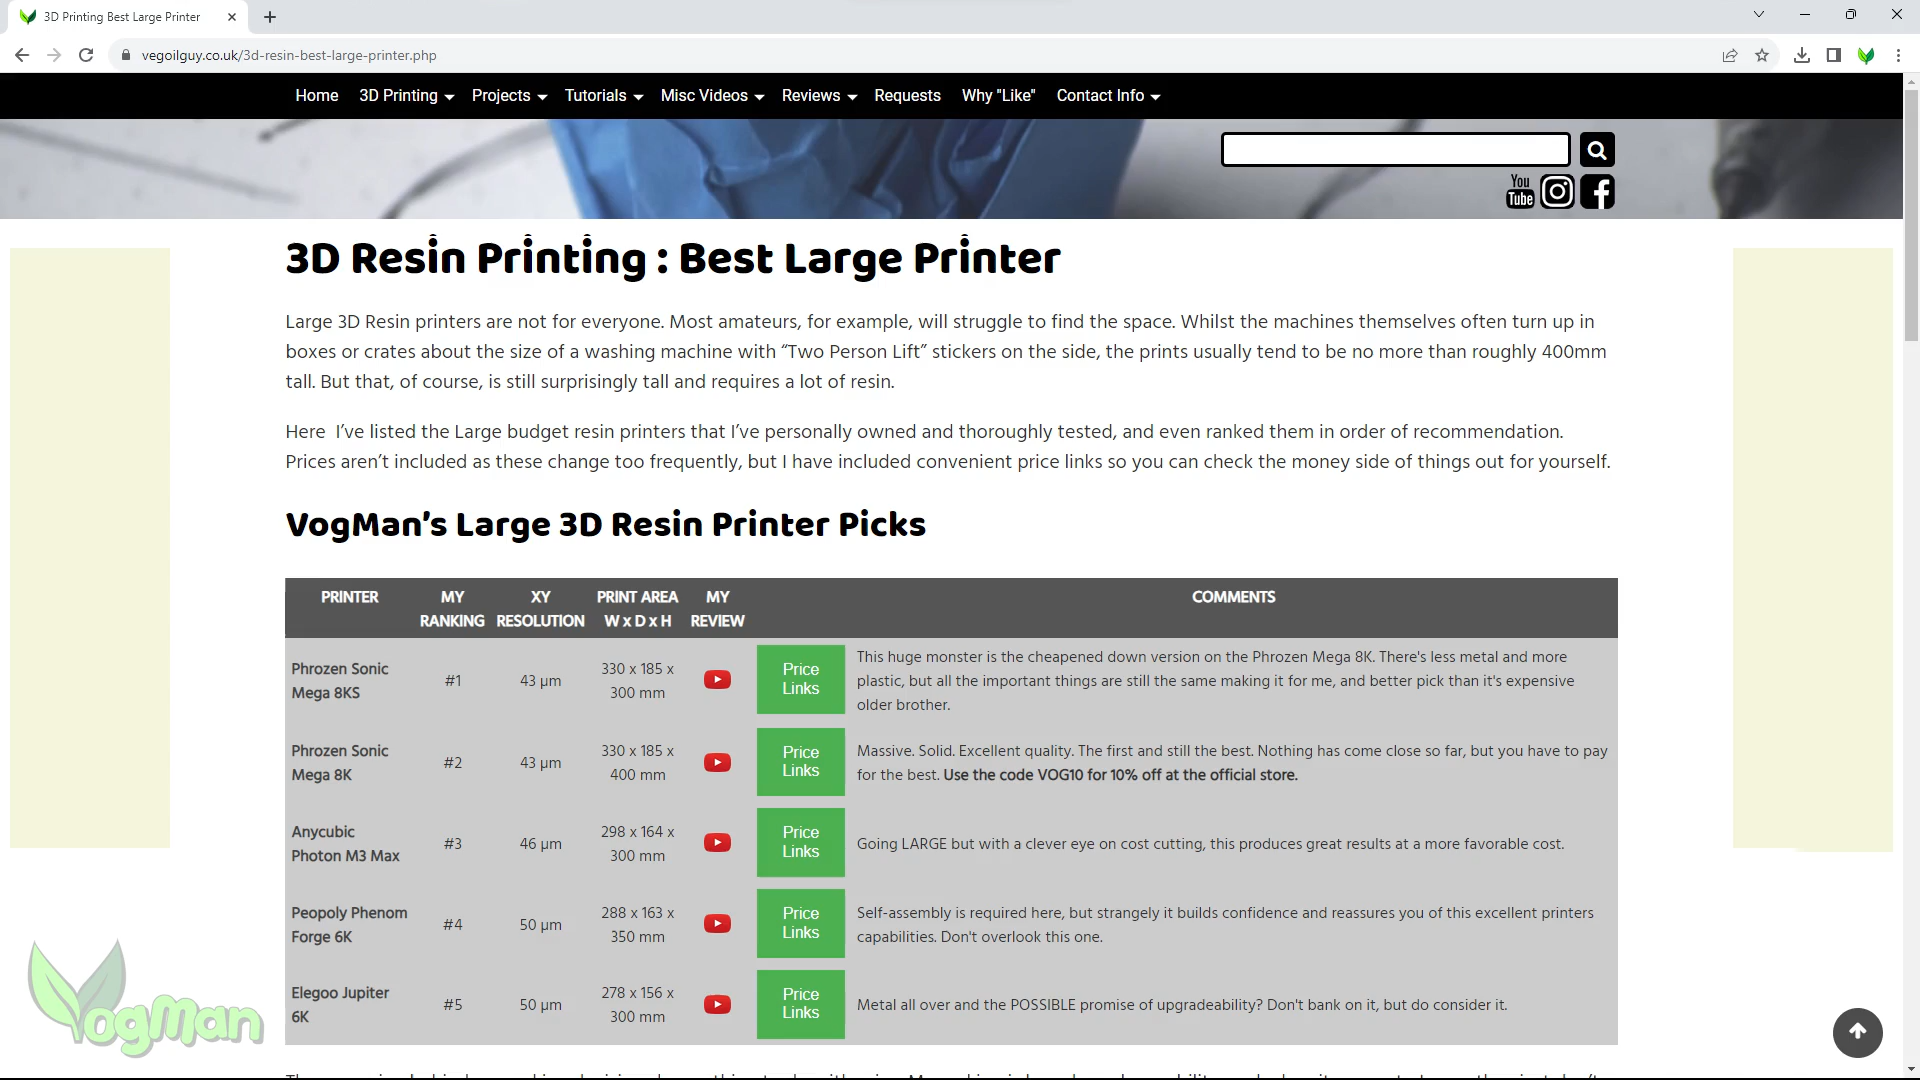 3D Printing Best Large Printer
vegoilguy.co.uk/3d-resin-best-large-printer.php
Home 3D Printing Projects Tutorials Misc Videos Reviews Requests Why "Like" Contact Info
You
Tube
3D Resin Printing : Best Large Printer
Large 3D Resin printers are not for everyone. Most amateurs, for example, will struggle to find the space. Whilst the machines themselves often turn up in
boxes or crates about the size of a washing machine with “Two Person Lift” stickers on the side, the prints usually tend to be no more than roughly 400mm
tall. But that, of course, is still surprisingly tall and requires a lot of resin.
Here I’ve listed the Large budget resin printers that I’ve personally owned and thoroughly tested, and even ranked them in order of recommendation.
Prices aren’t included as these change too frequently, but I have included convenient price links so you can check the money side of things out for yourself.
VogMan’s Large 3D Resin Printer Picks
PRINTER MY XY PRINT AREA MY COMMENTS
RANKING RESOLUTION W x D x H REVIEW
Phrozen Sonic
Mega 8KS
#1
43 µm
330 x 185 x
300 mm
Price
Links
This huge monster is the cheapened down version on the Phrozen Mega 8K. There's less metal and more
plastic, but all the important things are still the same making it for me, and better pick than it's expensive
older brother.
Phrozen Sonic
Mega 8K
#2
43 µm
330 x 185 x
400 mm
Price
Links
Massive. Solid. Excellent quality. The first and still the best. Nothing has come close so far, but you have to pay
for the best. Use the code VOG10 for 10% off at the official store.
Anycubic
Photon M3 Max
#3
46 µm
298 x 164 x
300 mm
Price
Links
Going LARGE but with a clever eye on cost cutting, this produces great results at a more favorable cost.
Peopoly Phenom
Forge 6K
#4
50 µm
288 x 163 x
350 mm
Price
Links
Self-assembly is required here, but strangely it builds confidence and reassures you of this excellent printers
capabilities. Don't overlook this one.
Elegoo Jupiter
6K
#5
50 µm
278 x 156 x
300 mm
Price
Links
Metal all over and the POSSIBLE promise of upgradeability? Don't bank on it, but do consider it.
VogMan